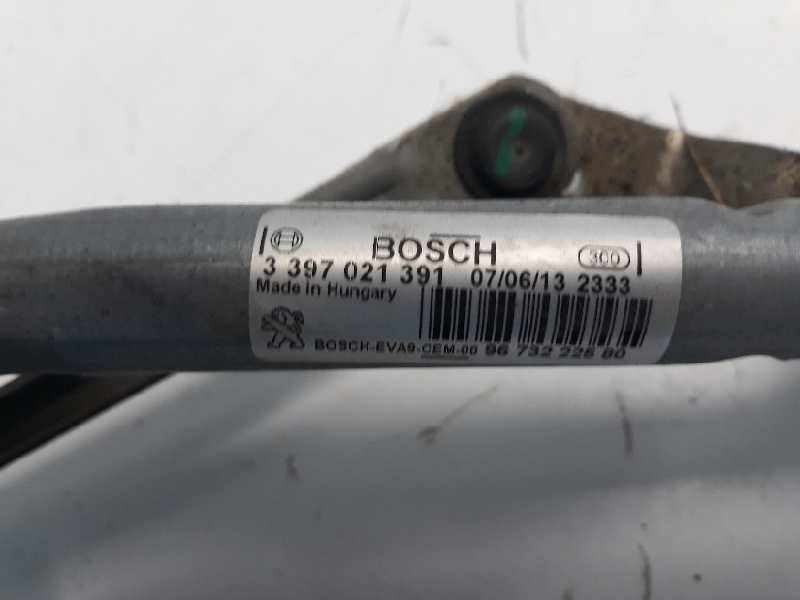 BOSCH 300
3 397 021 391 07/06/13 2333
Made in Hungary
BOSCH-EVA9-CEM-00 96 732 225 80